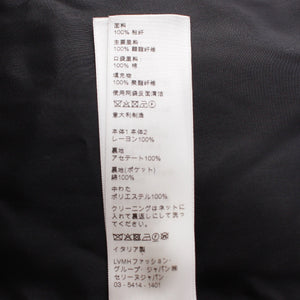 面料
100% 粘纤
主要里料
100% 醋酯纤维
口袋里料
100% 棉
填充物
100% 聚酯纤维
使用网袋反面清洁
意大利制造
本体1 本体2
レーヨン100%
裏地
アセテート100%
裏地(ポケット)
綿100%
中わた
ポリエステル100%
クリーニングはネットに
入れて裏返しにして洗っ
てください。
イタリア製
LVMHファッション・
グループ・ジャパン㈱
セリーヌジャパン
03 - 5414 - 1401